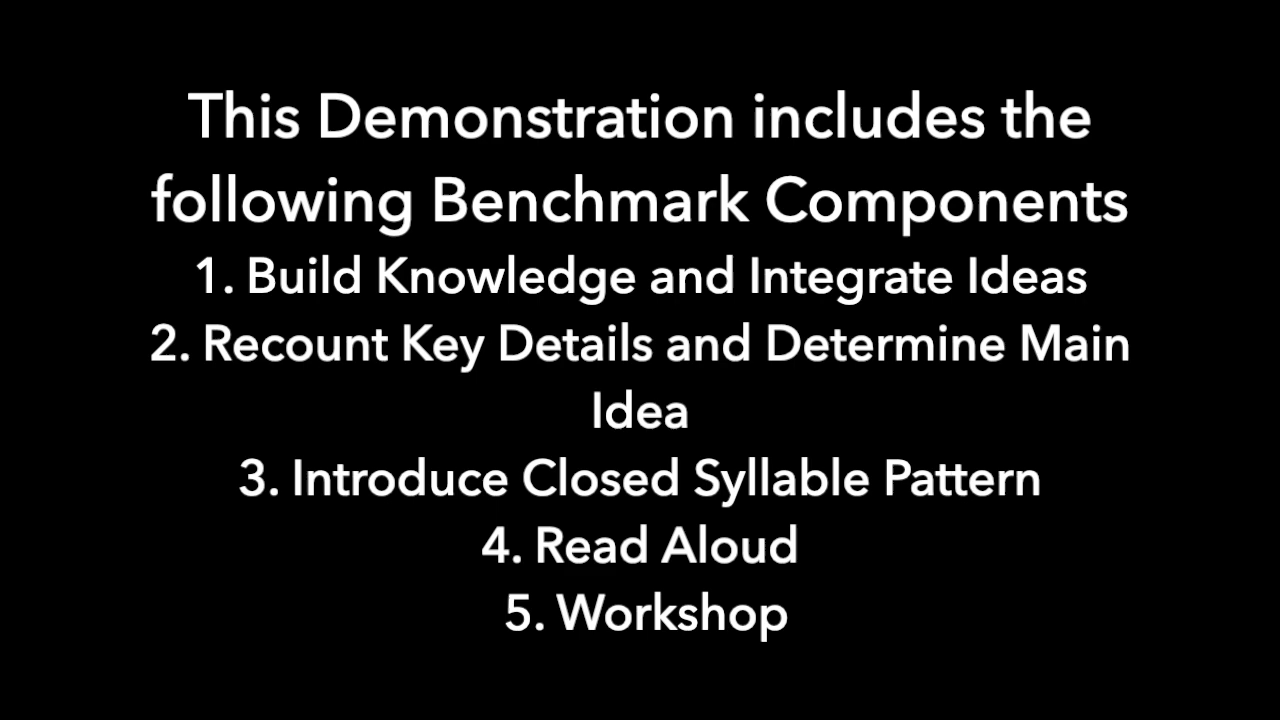 This Demonstration includes the
following Benchmark Components
1. Build Knowledge and Integrate Ideas
2. Recount Key Details and Determine Main
Idea
3. Introduce Closed Syllable Pattern
4. Read Aloud
5. Workshop